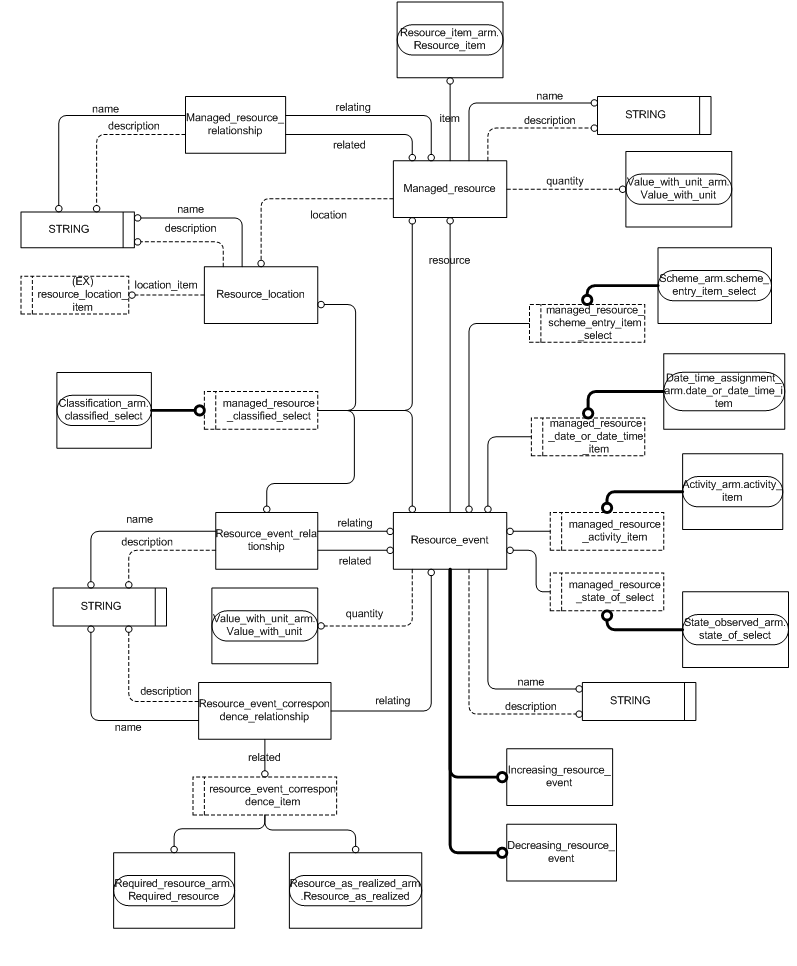 Resource_item_arm.
Resource_item
item
name
description
Managed_resource_
relationship
relating
related
name
description
STRING
Managed_resource
quantity
Value_with_unit_arm.
Value_with_unit
location
STRING
name
description
resource
(EX)
resource_location_
item
location_item
Resource_location
Scheme_arm.scheme_
entry_item_select
managed_resource_
scheme_entry_item
_select
Classification_arm.
classified_select
managed_resource
_classified_select
Date_time_assignment_
arm.date_or_date_time_i
tem
managed_resource
_date_or_date_time
_item
Activity_arm.activity_
item
name
description
Resource_event_rela
tionship
relating
related
Resource_event
managed_resource
_activity_item
managed_resource
_state_of_select
State_observed_arm.
state_of_select
STRING
Value_with_unit_arm.
Value_with_unit
quantity
description
name
Resource_event_correspon
dence_relationship
relating
name
description
STRING
related
resource_event_correspon
dence_item
Increasing_resource_
event
Decreasing_resource_
event
Required_resource_arm.
Required_resource
Resource_as_realized_arm
.Resource_as_realized